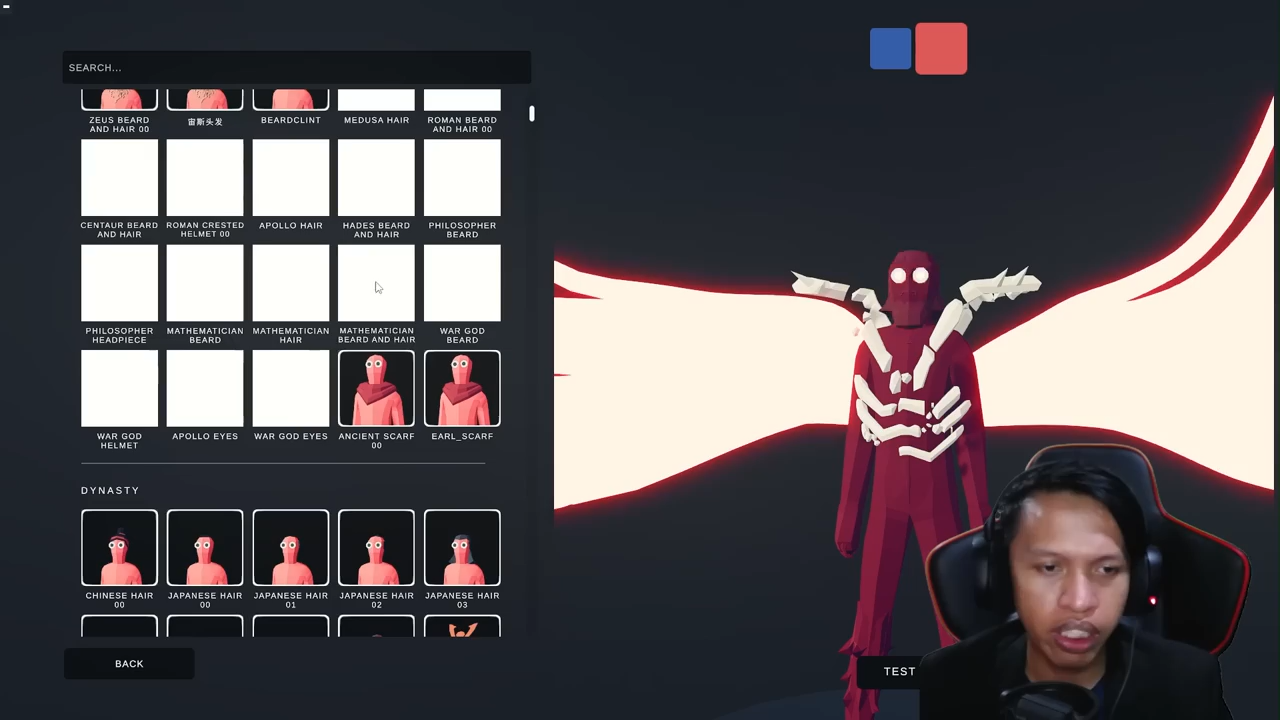 SEARCH...
ZEUS BEARD
AND HAIR 00
宙斯头发
BEARDCLINT
MEDUSA HAIR
ROMAN BEARD
AND HAIR 00
CENTAUR BEARD
AND HAIR
ROMAN CRESTED
HELMET 00
APOLLO HAIR
HADES BEARD
AND HAIR
PHILOSOPHER
BEARD
PHILOSOPHER
HEADPIECE
MATHEMATICIAN
BEARD
MATHEMATICIAN
HAIR
MATHEMATICIAN
BEARD AND HAIR
WAR GOD
BEARD
WAR GOD
HELMET
APOLLO EYES
WAR GOD EYES
ANCIENT SCARF
00
EARL_SCARF
DYNASTY
CHINESE HAIR
00
JAPANESE HAIR
00
JAPANESE HAIR
01
JAPANESE HAIR
02
JAPANESE HAIR
03
BACK
TEST